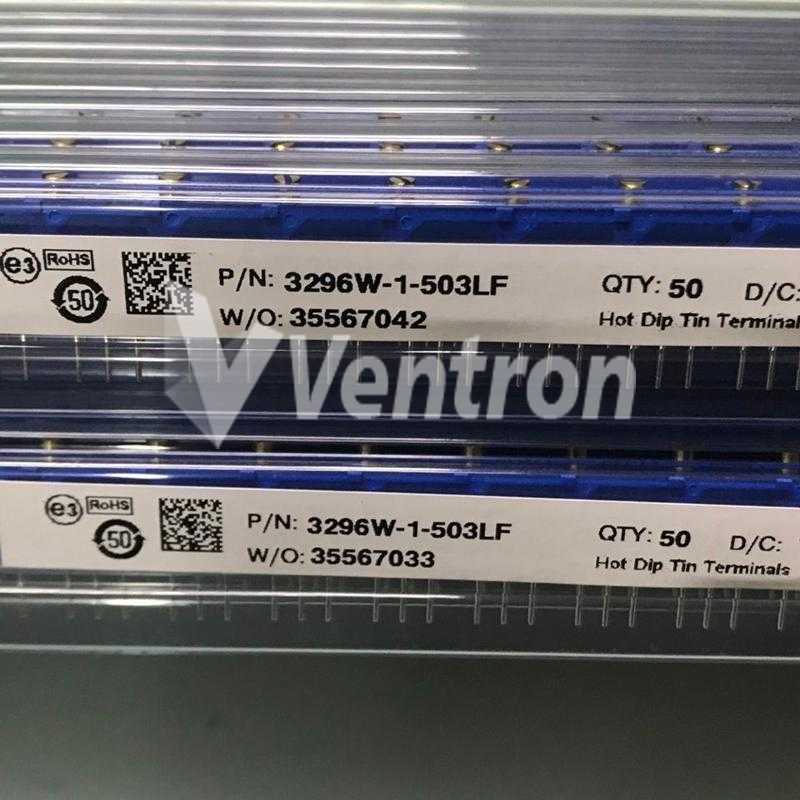 e3 RoHS
50
P/N: 3296W-1-503LF
W/O: 35567042
QTY: 50 D/C:
Hot Dip Tin Terminals
Ventron
e3 RoHS
50
P/N: 3296W-1-503LF
W/O: 35567033
QTY: 50 D/C:
Hot Dip Tin Terminals